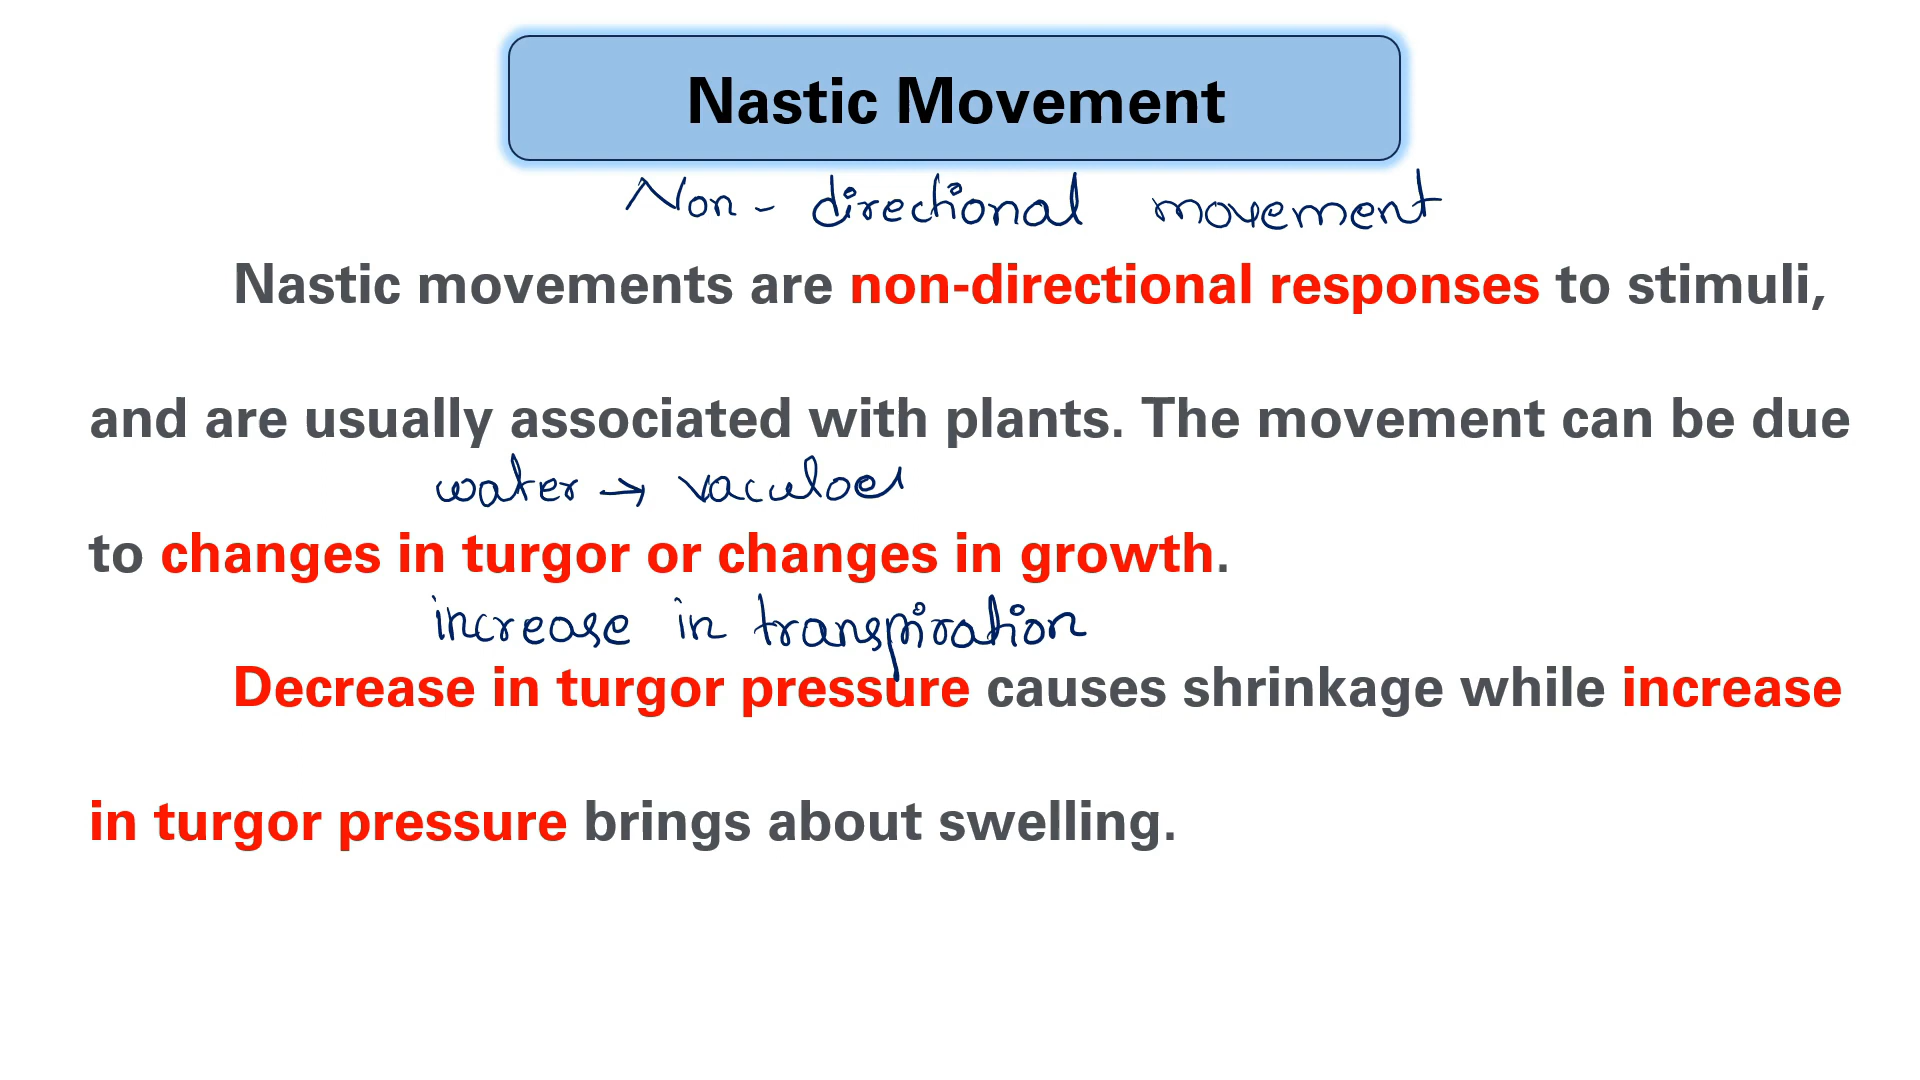 Nastic Movement
Non - directional movement
Nastic movements are non-directional responses to stimuli,
and are usually associated with plants. The movement can be due
water → vaculoes
to changes in turgor or changes in growth.
increase in transpiration
Decrease in turgor pressure causes shrinkage while increase
in turgor pressure brings about swelling.